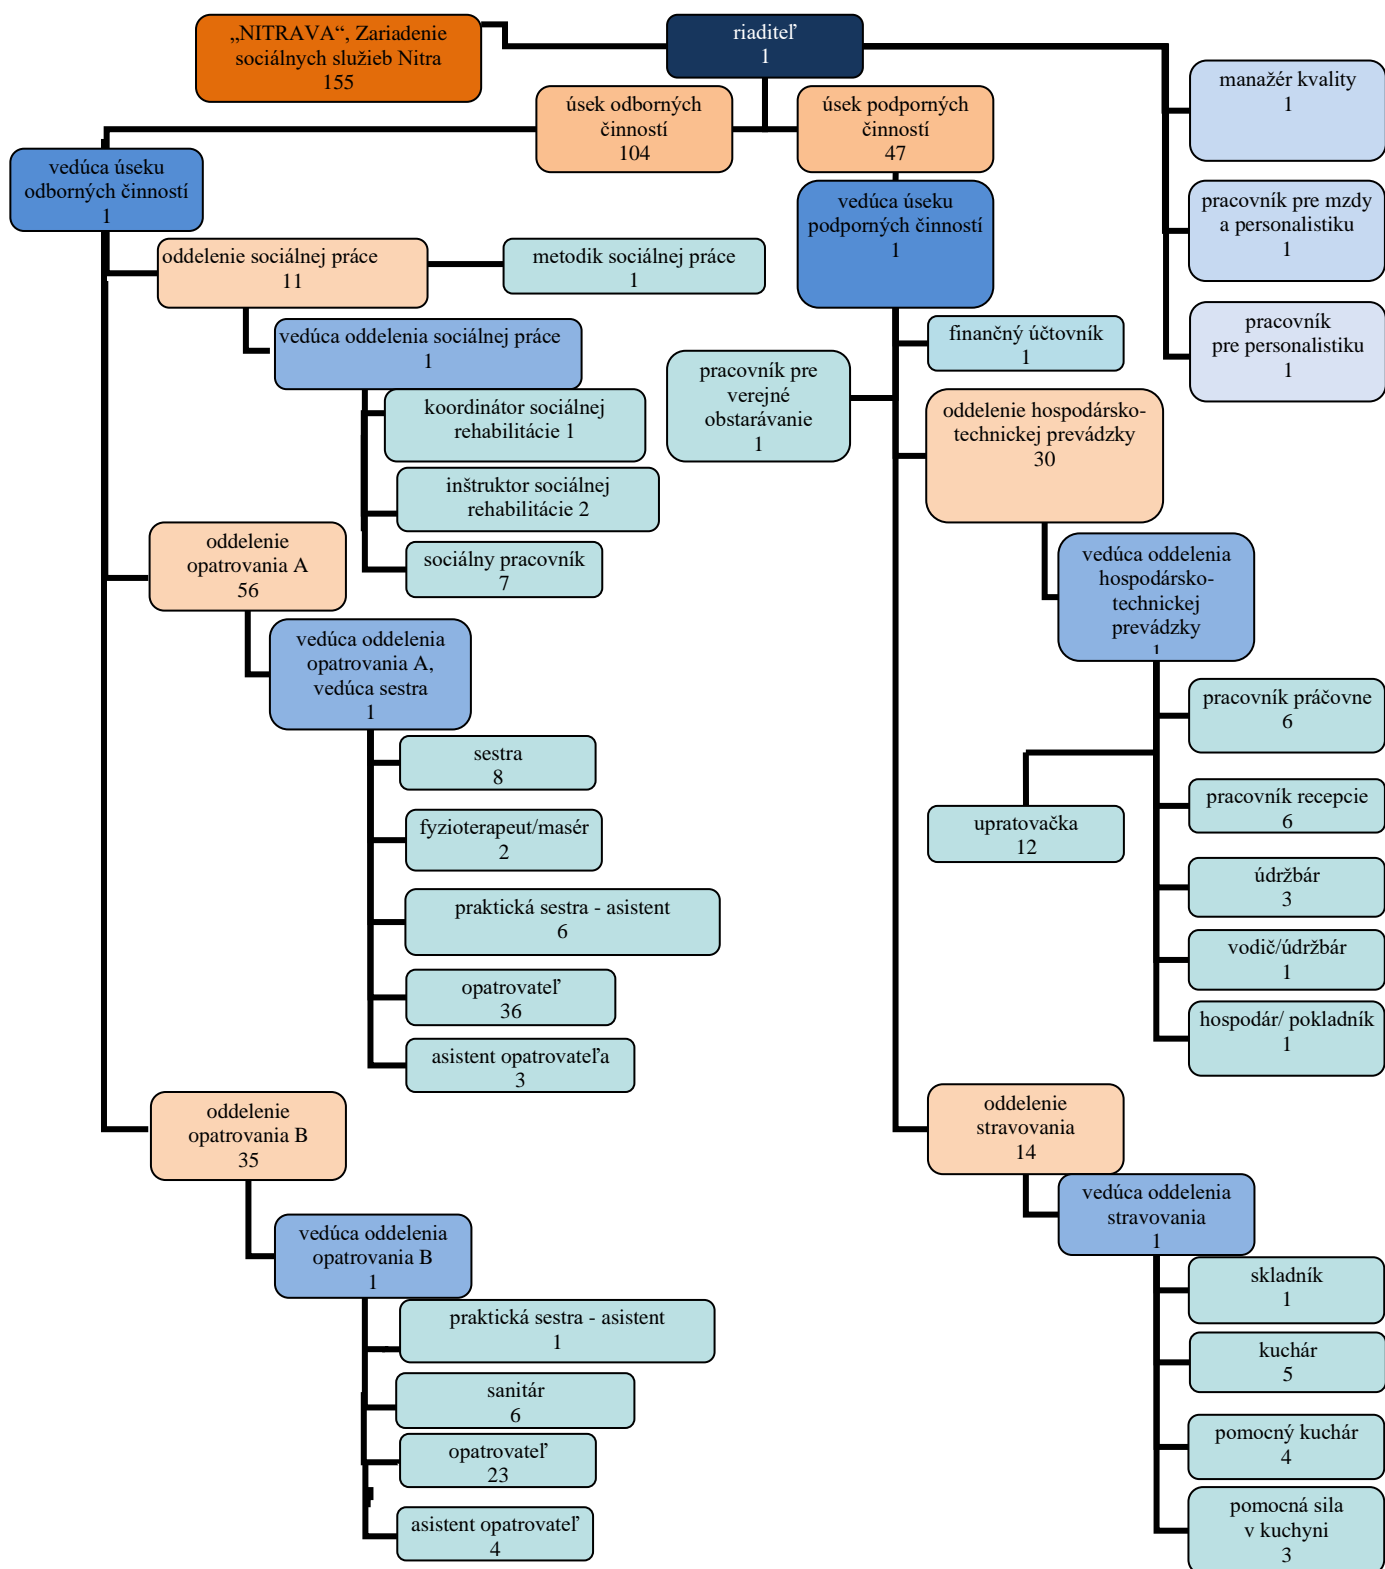 „NITRAVA“, Zariadenie
sociálnych služieb Nitra
155
riaditeľ
1
manažér kvality
1
pracovník pre mzdy
a personalistiku
1
pracovník
pre personalistiku
1
úsek odborných
činností
104
úsek podporných
činností
47
vedúca úseku
odborných činností
1
vedúca úseku
podporných činností
1
oddelenie sociálnej práce
11
metodik sociálnej práce
1
vedúca oddelenia sociálnej práce
1
koordinátor sociálnej
rehabilitácie 1
inštruktor sociálnej
rehabilitácie 2
sociálny pracovník
7
oddelenie
opatrovania A
56
vedúca oddelenia
opatrovania A,
vedúca sestra
1
sestra
8
fyzioterapeut/masér
2
praktická sestra - asistent
6
opatrovateľ
36
asistent opatrovateľa
3
oddelenie
opatrovania B
35
vedúca oddelenia
opatrovania B
1
praktická sestra - asistent
1
sanitár
6
opatrovateľ
23
asistent opatrovateľ
4
finančný účtovník
1
pracovník pre
verejné
obstarávanie
1
oddelenie hospodársko-
technickej prevádzky
30
vedúca oddelenia
hospodársko-
technickej
prevádzky
1
pracovník práčovne
6
pracovník recepcie
6
upratovačka
12
údržbár
3
vodič/údržbár
1
hospodár/ pokladník
1
oddelenie
stravovania
14
vedúca oddelenia
stravovania
1
skladník
1
kuchár
5
pomocný kuchár
4
pomocná sila
v kuchyni
3